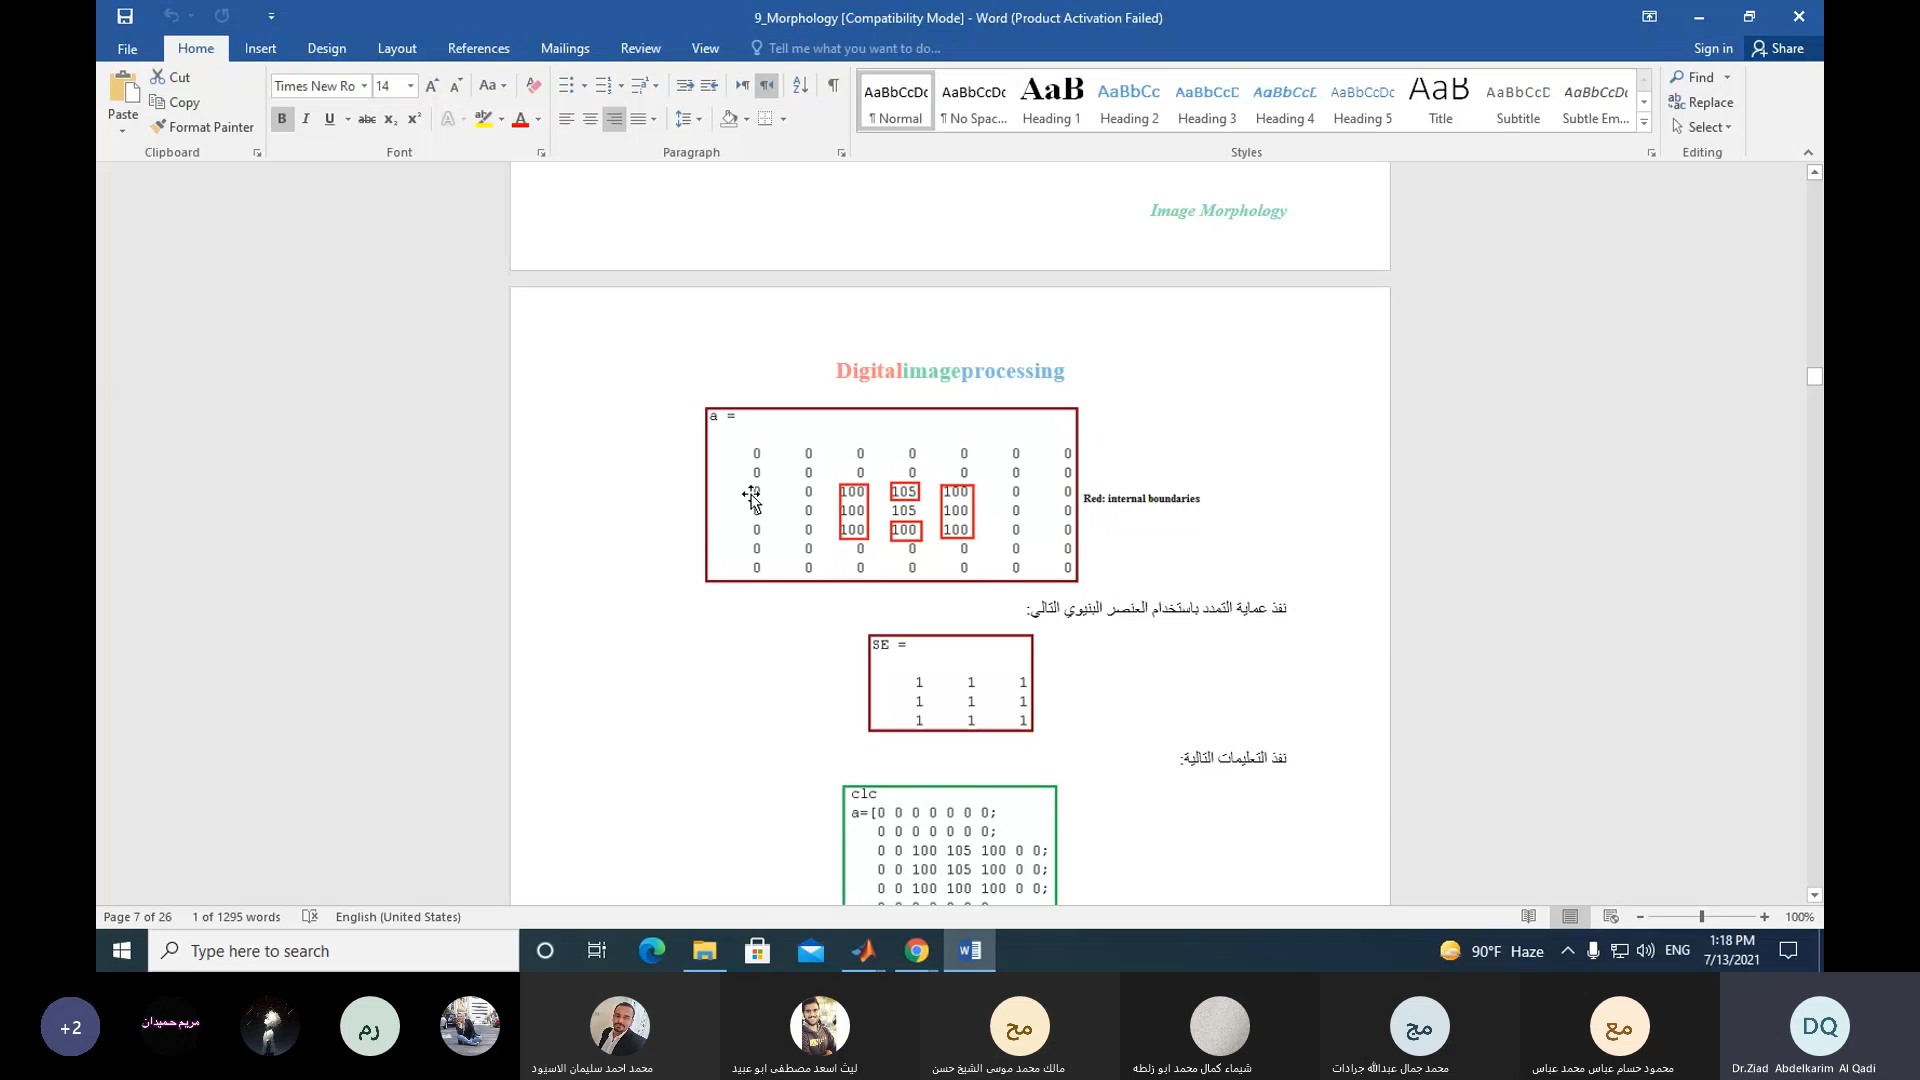 9_Morphology [Compatibility Mode] - Word (Product Activation Failed)
File Home Insert Design Layout References Mailings Review View Tell me what you want to do... Sign in Share
Cut
Copy
Format Painter
Paste
Clipboard
Times New Ro 14
Font
Paragraph
AaBbCcDc AaBbCcDc AaB AaBbCc AaBbCcD AaBbCcL AaBbCcDc AaB AaBbCcD AaBbCcDc
¶ Normal ¶ No Spac... Heading 1 Heading 2 Heading 3 Heading 4 Heading 5 Title Subtitle Subtle Em...
Styles
Find
Replace
Select
Editing
Image Morphology
Digitalimageprocessing
a =
0 0 0 0 0 0 0
0 0 0 0 0 0 0
0 0 100 105 100 0 0
0 0 100 105 100 0 0
0 0 100 100 100 0 0
0 0 0 0 0 0 0
0 0 0 0 0 0 0
Red: internal boundaries
نفذ عماية التمدد باستخدام العنصر البنيوي التالي:
SE =
1 1 1
1 1 1
1 1 1
نفذ التعليمات التالية:
clc
a=[0 0 0 0 0 0 0;
0 0 0 0 0 0 0;
0 0 100 105 100 0 0;
0 0 100 105 100 0 0;
0 0 100 100 100 0 0;
Page 7 of 26 1 of 1295 words English (United States) 100%
Type here to search
90°F Haze ENG 1:18 PM
7/13/2021
+2
مريم حميدان
رم
مح
مج
مع
DQ
محمد احمد سليمان الاسيود
ليث اسعد مصطفى ابو عبيد
مالك محمد موسى الشيخ حسن
شيماء كمال محمد ابو زلطه
محمد جمال عبدالله جرادات
محمود حسام عباس محمد عباس
Dr.Ziad Abdelkarim Al Qadi